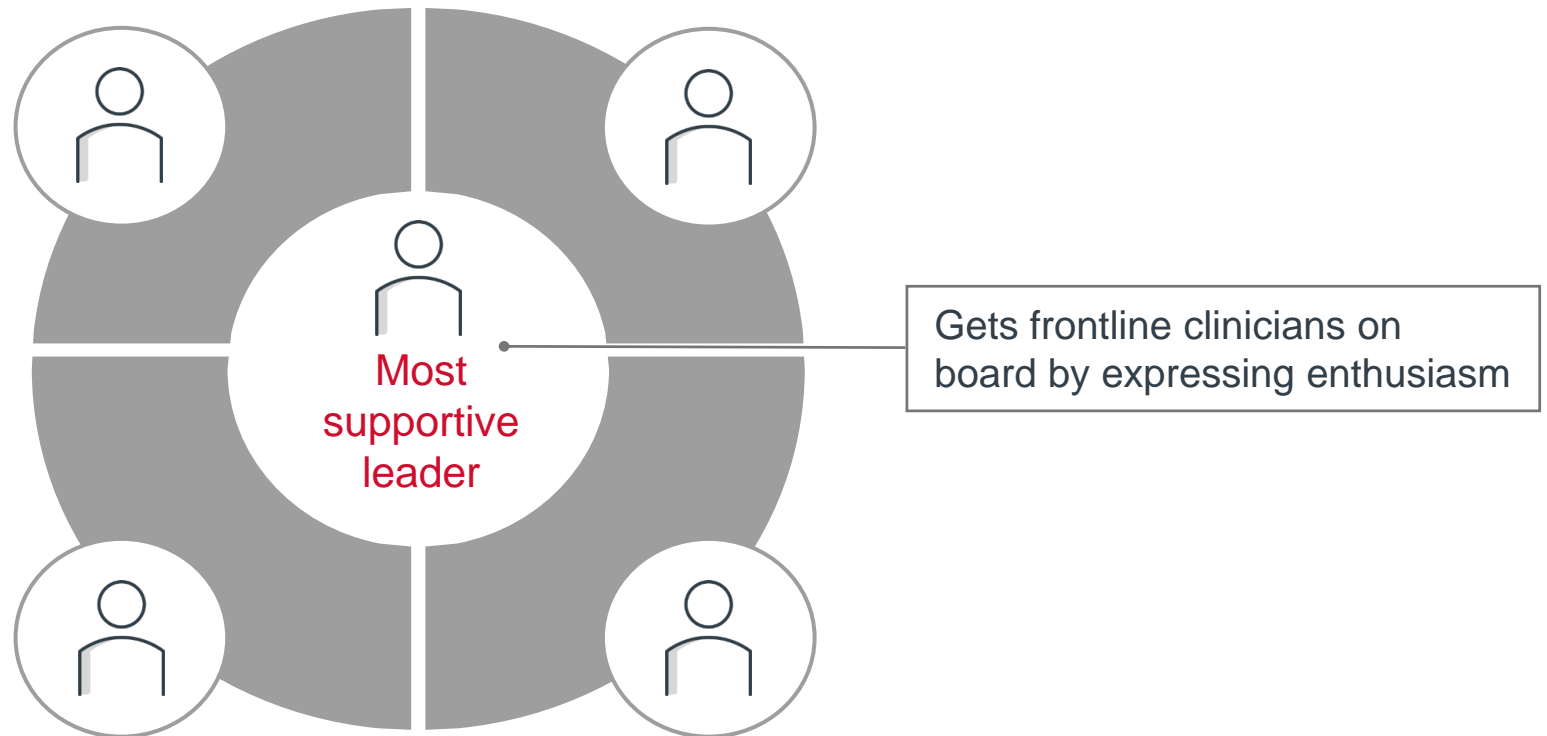 Most
supportive
leader
Gets frontline clinicians on
board by expressing enthusiasm